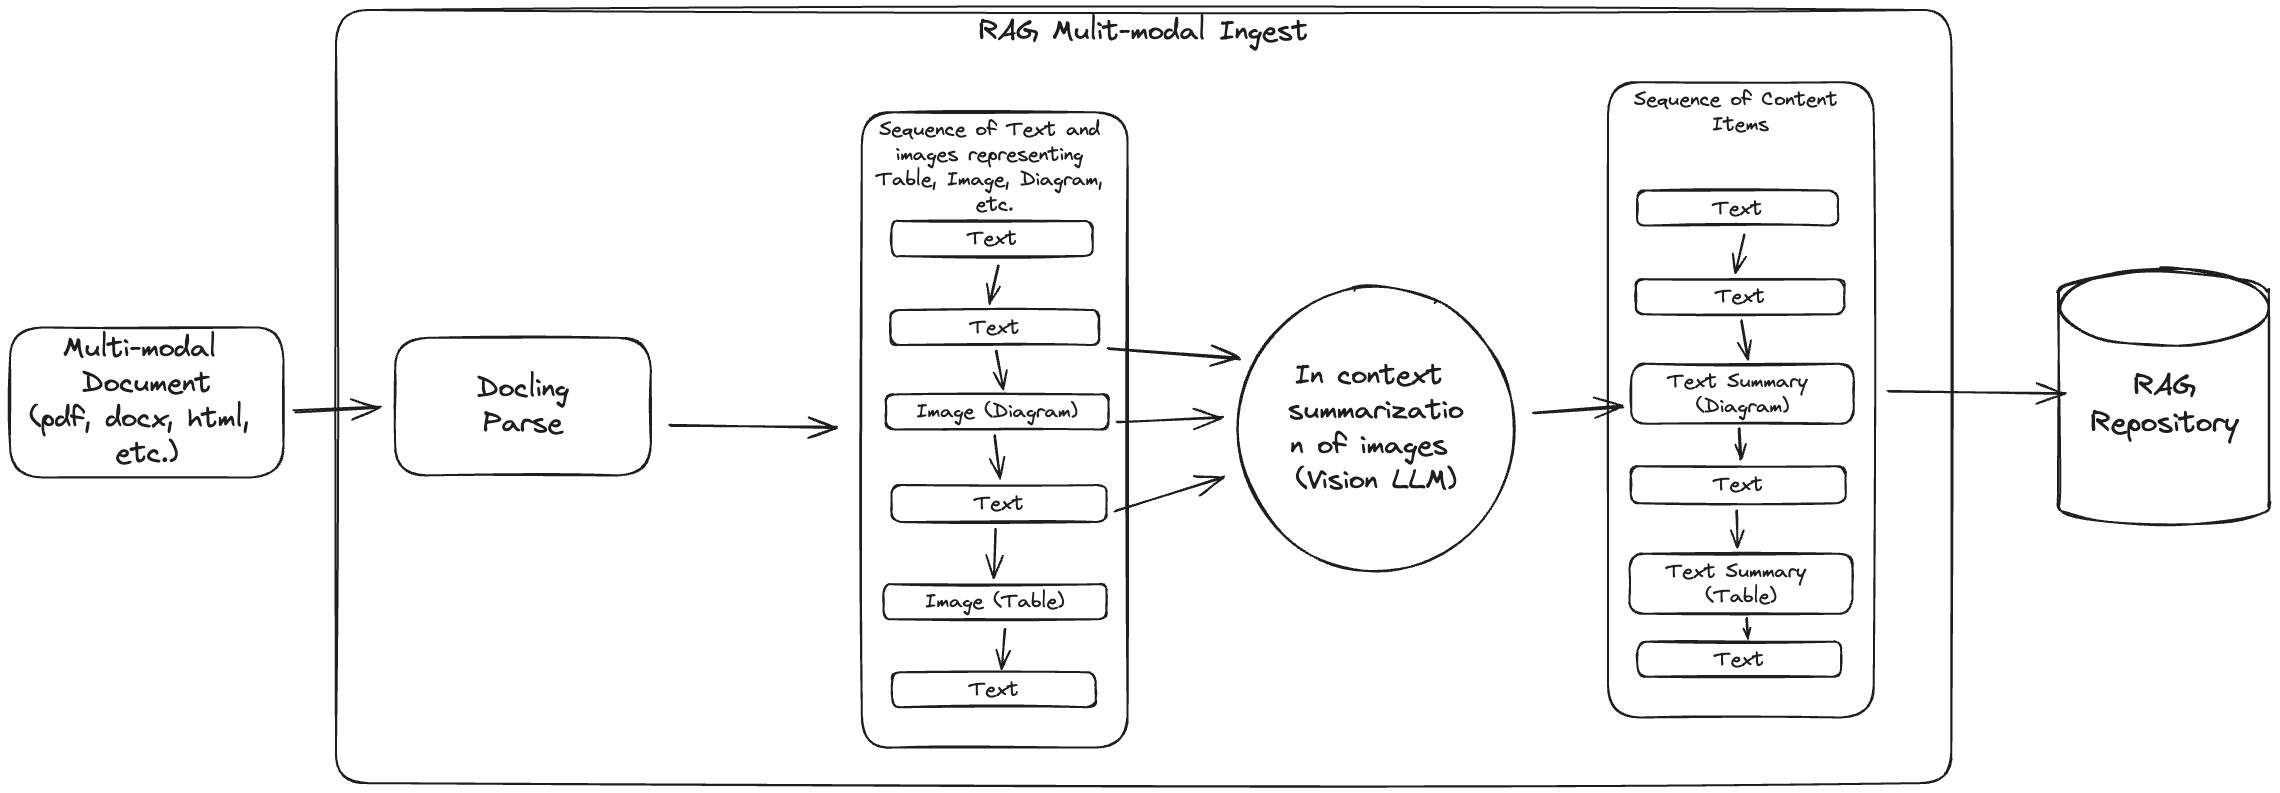 RAG Mulit-modal Ingest
Multi-modal
Document
(pdf, docx, html,
etc.)
Docling
Parse
Sequence of Text and
images representing
Table, Image, Diagram,
etc.
Text
Text
Image (Diagram)
Text
Image (Table)
Text
In context
summarizatio
n of images
(Vision LLM)
Sequence of Content
Items
Text
Text
Text Summary
(Diagram)
Text
Text Summary
(Table)
Text
RAG
Repository